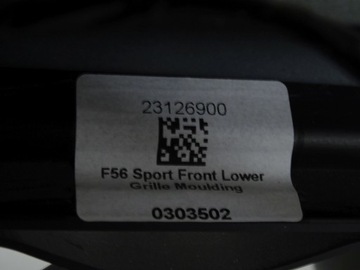 23126900
F56 Sport Front Lower
Grille Moulding
0303502